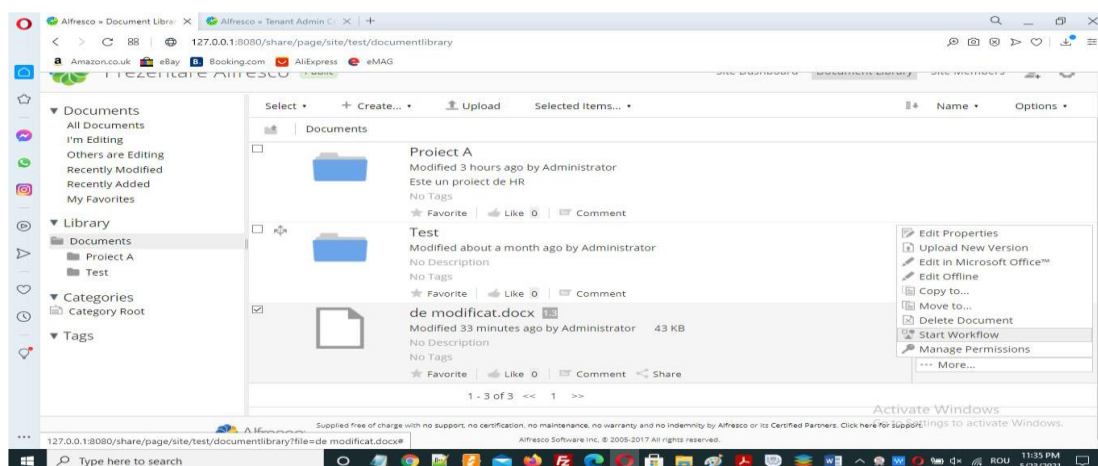 Alfresco » Document Librar
Alfresco » Tenant Admin C
127.0.0.1:8080/share/page/site/test/documentlibrary
Amazon.co.uk eBay Booking.com AliExpress eMAG
Prezentare Alfresco Public Site Dashboard Document Library Site Members
Select Create... Upload Selected Items... Name Options
Documents
All Documents
I'm Editing
Others are Editing
Recently Modified
Recently Added
My Favorites
Library
Documents
Proiect A
Test
Categories
Category Root
Tags
Documents
Proiect A
Modified 3 hours ago by Administrator
Este un proiect de HR
No Tags
Favorite Like 0 Comment
Test
Modified about a month ago by Administrator
No Description
No Tags
Favorite Like 0 Comment
de modificat.docx 1.3
Modified 33 minutes ago by Administrator 43 KB
No Description
No Tags
Favorite Like 0 Comment Share
Edit Properties
Upload New Version
Edit in Microsoft Office™
Edit Offline
Copy to...
Move to...
Delete Document
Start Workflow
Manage Permissions
More...
1 - 3 of 3 << 1 >>
Activate Windows
Supplied free of charge with no support, no certification, no maintenance, no warranty and no indemnity by Alfresco or its Certified Partners. Click here for support.
Alfresco Software Inc. © 2005-2017 All rights reserved.
127.0.0.1:8080/share/page/site/test/documentlibrary?file=de modificat.docx#
Type here to search
ROU
11:35 PM